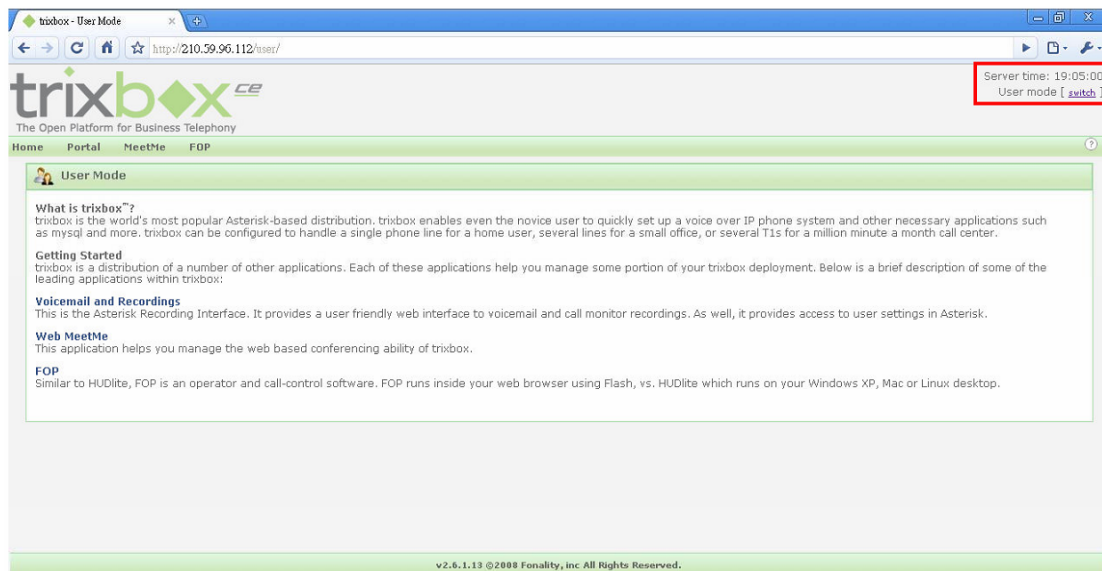 trixbox - User Mode
http://210.59.96.112/user/
trixbox CE
The Open Platform for Business Telephony
Server time: 19:05:00
User mode [ switch ]
Home Portal MeetMe FOP
User Mode
What is trixbox™?
trixbox is the world's most popular Asterisk-based distribution. trixbox enables even the novice user to quickly set up a voice over IP phone system and other necessary applications such
as mysql and more. trixbox can be configured to handle a single phone line for a home user, several lines for a small office, or several T1s for a million minute a month call center.
Getting Started
trixbox is a distribution of a number of other applications. Each of these applications help you manage some portion of your trixbox deployment. Below is a brief description of some of the
leading applications within trixbox:
Voicemail and Recordings
This is the Asterisk Recording Interface. It provides a user friendly web interface to voicemail and call monitor recordings. As well, it provides access to user settings in Asterisk.
Web MeetMe
This application helps you manage the web based conferencing ability of trixbox.
FOP
Similar to HUDlite, FOP is an operator and call-control software. FOP runs inside your web browser using Flash, vs. HUDlite which runs on your Windows XP, Mac or Linux desktop.
v2.6.1.13 ©2008 Fonality, inc All Rights Reserved.